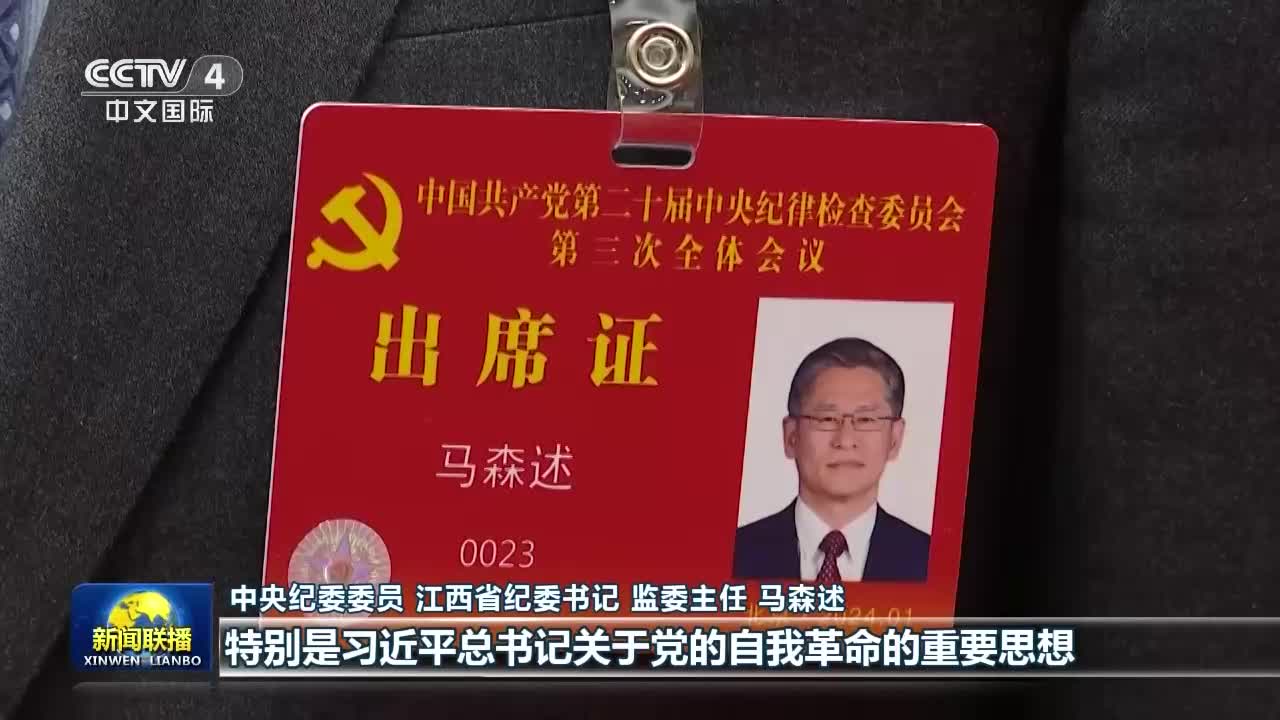 CCTV 4
中文国际
中国共产党第二十届中央纪律检查委员会
第三次全体会议
出席证
马森述
0023
北京·2024.01
中央纪委委员 江西省纪委书记 监委主任 马森述
新闻联播
XINWEN LIANBO
特别是习近平总书记关于党的自我革命的重要思想